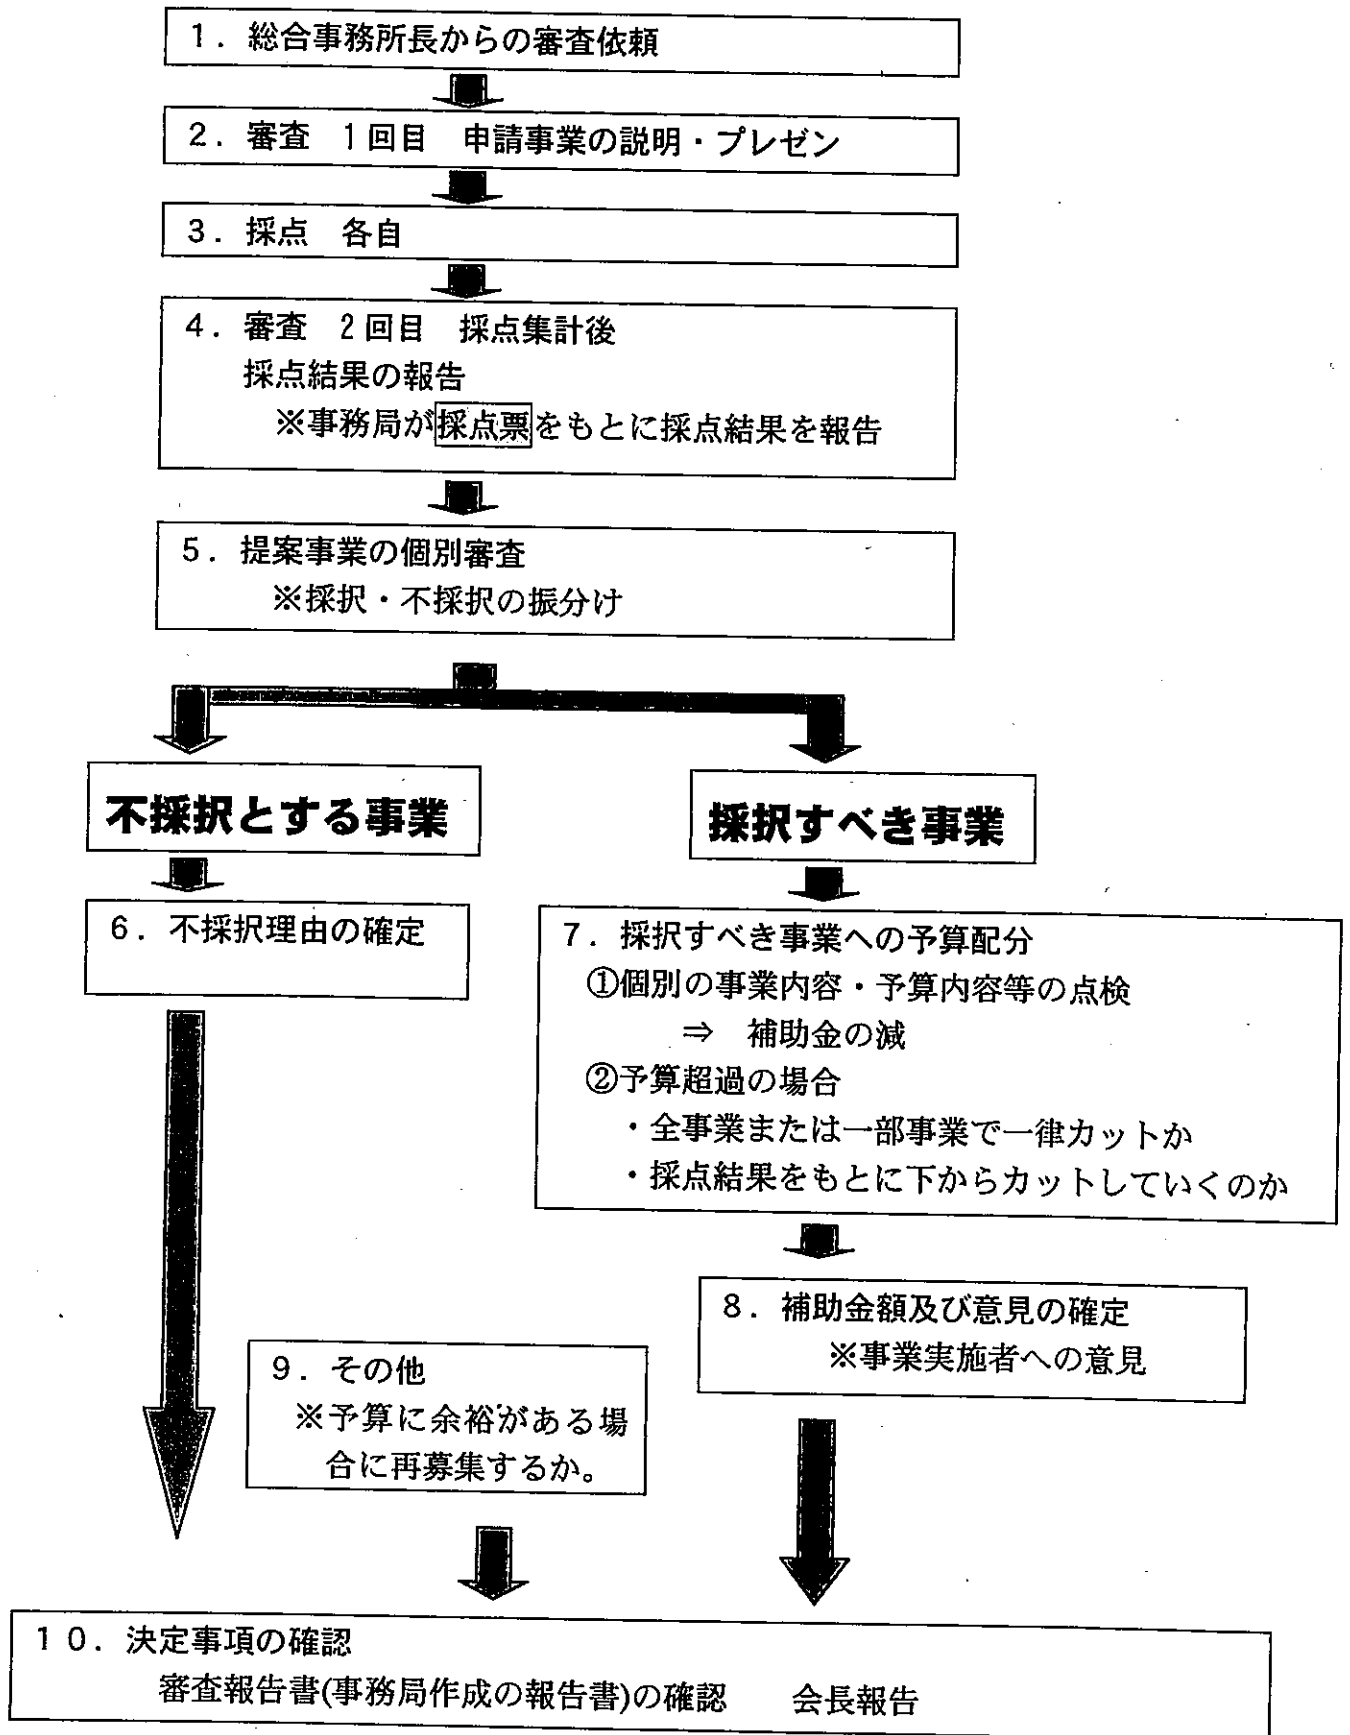 １．総合事務所長からの審査依頼
２．審査　１回目　申請事業の説明・プレゼン
３．採点　各自
４．審査　２回目　採点集計後
採点結果の報告
※事務局が採点票をもとに採点結果を報告
５．提案事業の個別審査
※採択・不採択の振分け
不採択とする事業
採択すべき事業
６．不採択理由の確定
７．採択すべき事業への予算配分
①個別の事業内容・予算内容等の点検
⇒　補助金の減
②予算超過の場合
・全事業または一部事業で一律カットか
・採点結果をもとに下からカットしていくのか
８．補助金額及び意見の確定
※事業実施者への意見
９．その他
※予算に余裕がある場
合に再募集するか。
１０．決定事項の確認
審査報告書(事務局作成の報告書)の確認　　会長報告